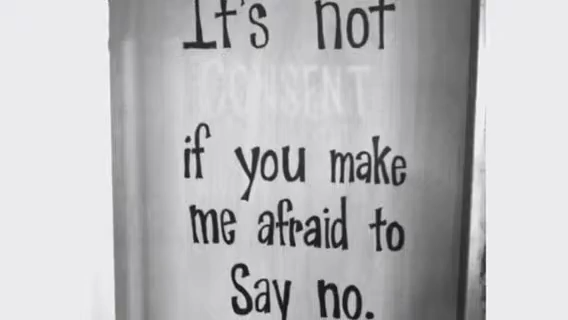 It's not
CONSENT
if you make
me afraid to
Say no.